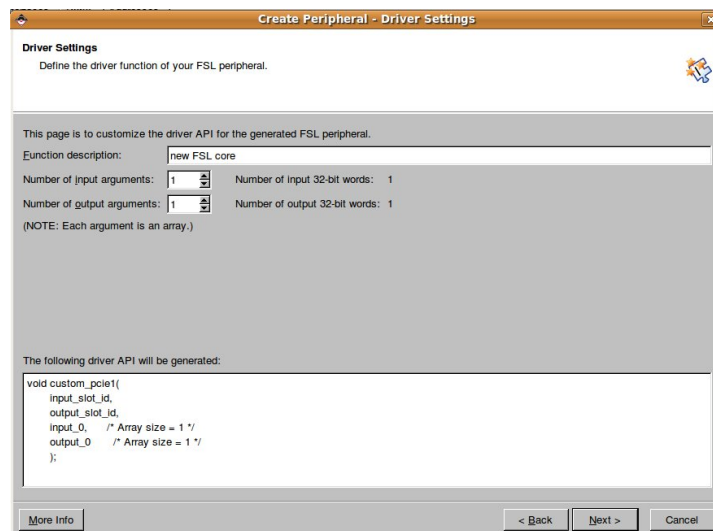 Create Peripheral - Driver Settings
Driver Settings
Define the driver function of your FSL peripheral.
This page is to customize the driver API for the generated FSL peripheral.
Function description: new FSL core
Number of input arguments: 1 Number of input 32-bit words: 1
Number of output arguments: 1 Number of output 32-bit words: 1
(NOTE: Each argument is an array.)
The following driver API will be generated:
void custom_pcie1(
input_slot_id,
output_slot_id,
input_0, /* Array size = 1 */
output_0 /* Array size = 1 */
);
More Info < Back Next > Cancel